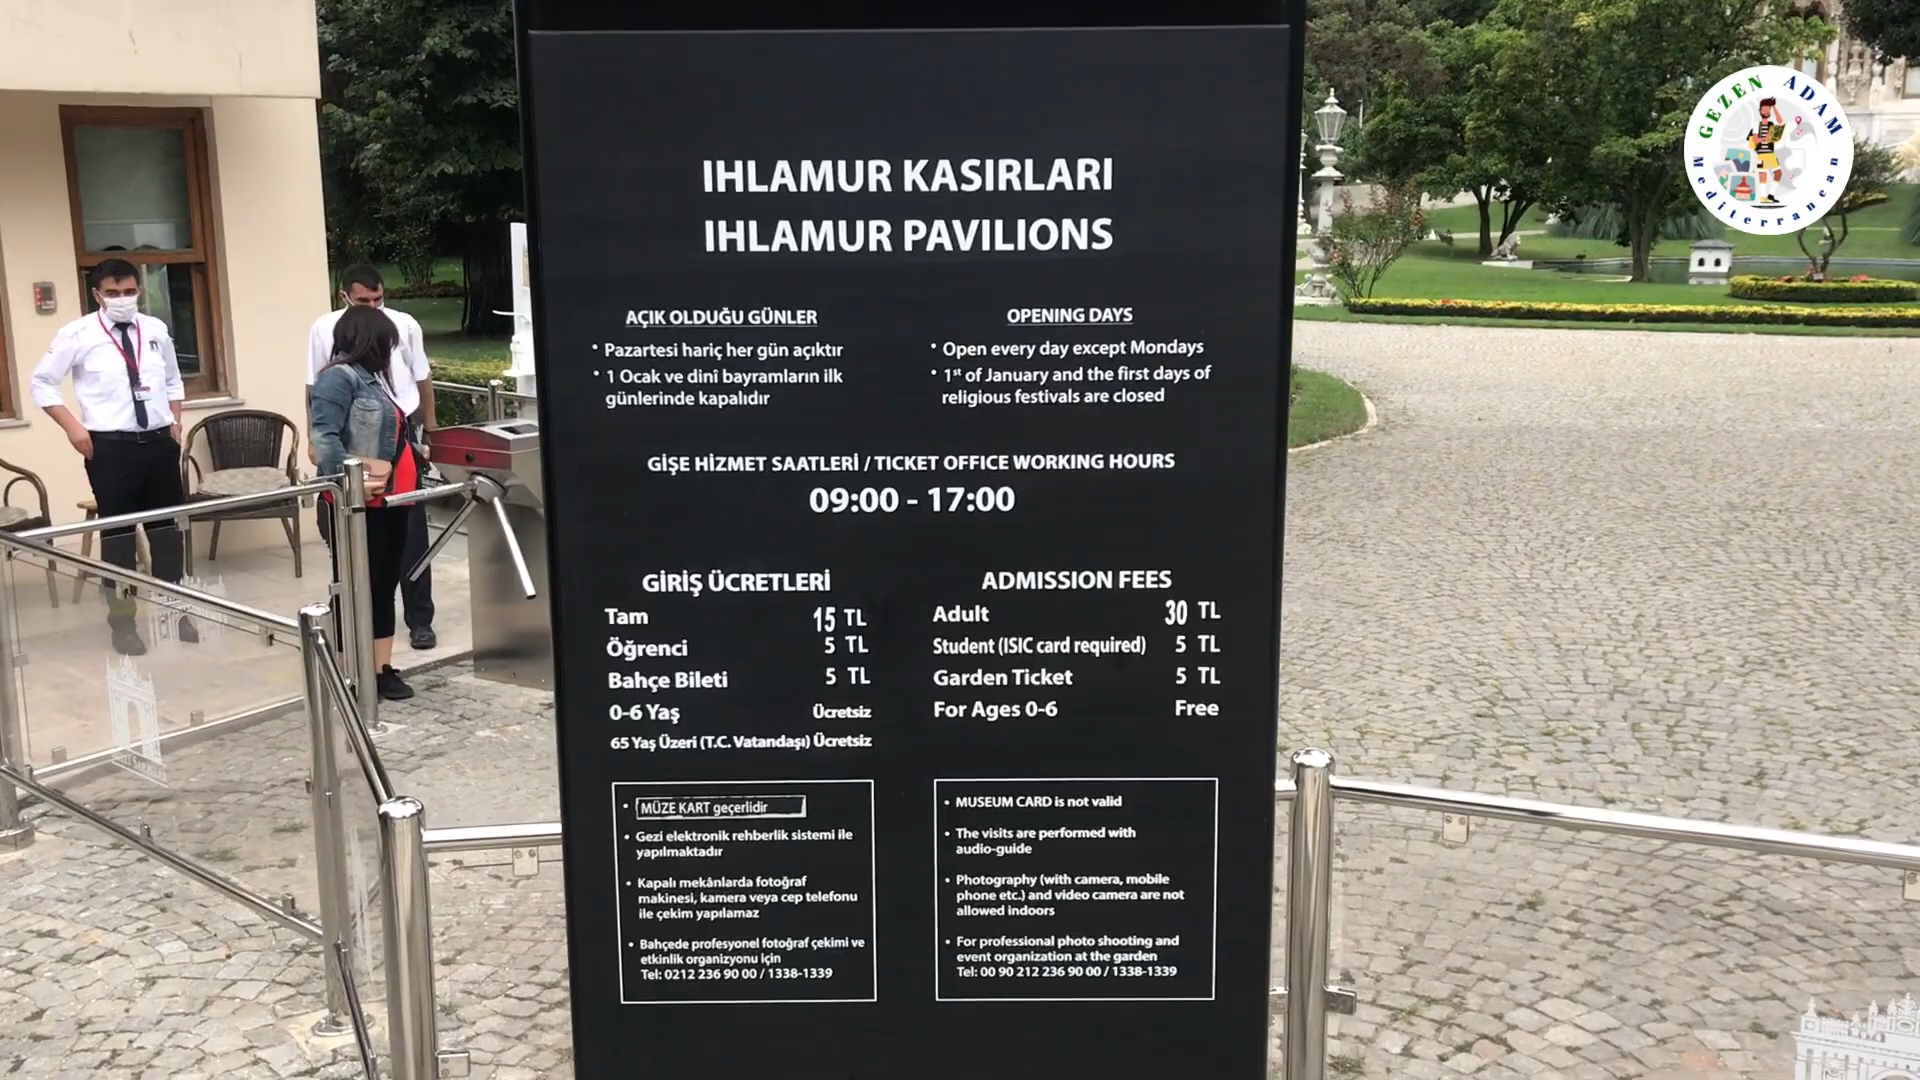 IHLAMUR KASIRLARI
IHLAMUR PAVILIONS
AÇIK OLDUĞU GÜNLER
• Pazartesi hariç her gün açıktır
• 1 Ocak ve dinî bayramların ilk
günlerinde kapalıdır
OPENING DAYS
• Open every day except Mondays
• 1st of January and the first days of
religious festivals are closed
GİŞE HİZMET SAATLERİ / TICKET OFFICE WORKING HOURS
09:00 - 17:00
GİRİŞ ÜCRETLERİ
Tam 15 TL
Öğrenci 5 TL
Bahçe Bileti 5 TL
0-6 Yaş Ücretsiz
65 Yaş Üzeri (T.C. Vatandaşı) Ücretsiz
ADMISSION FEES
Adult 30 TL
Student (ISIC card required) 5 TL
Garden Ticket 5 TL
For Ages 0-6 Free
• MÜZE KART geçerlidir
• Gezi elektronik rehberlik sistemi ile
yapılmaktadır
• Kapalı mekânlarda fotoğraf
makinesi, kamera veya cep telefonu
ile çekim yapılamaz
• Bahçede profesyonel fotoğraf çekimi ve
etkinlik organizyonu için
Tel: 0212 236 90 00 / 1338-1339
• MUSEUM CARD is not valid
• The visits are performed with
audio-guide
• Photography (with camera, mobile
phone etc.) and video camera are not
allowed indoors
• For professional photo shooting and
event organization at the garden
Tel: 00 90 212 236 90 00 / 1338-1339
GEZEN ADAM
Mediterranean